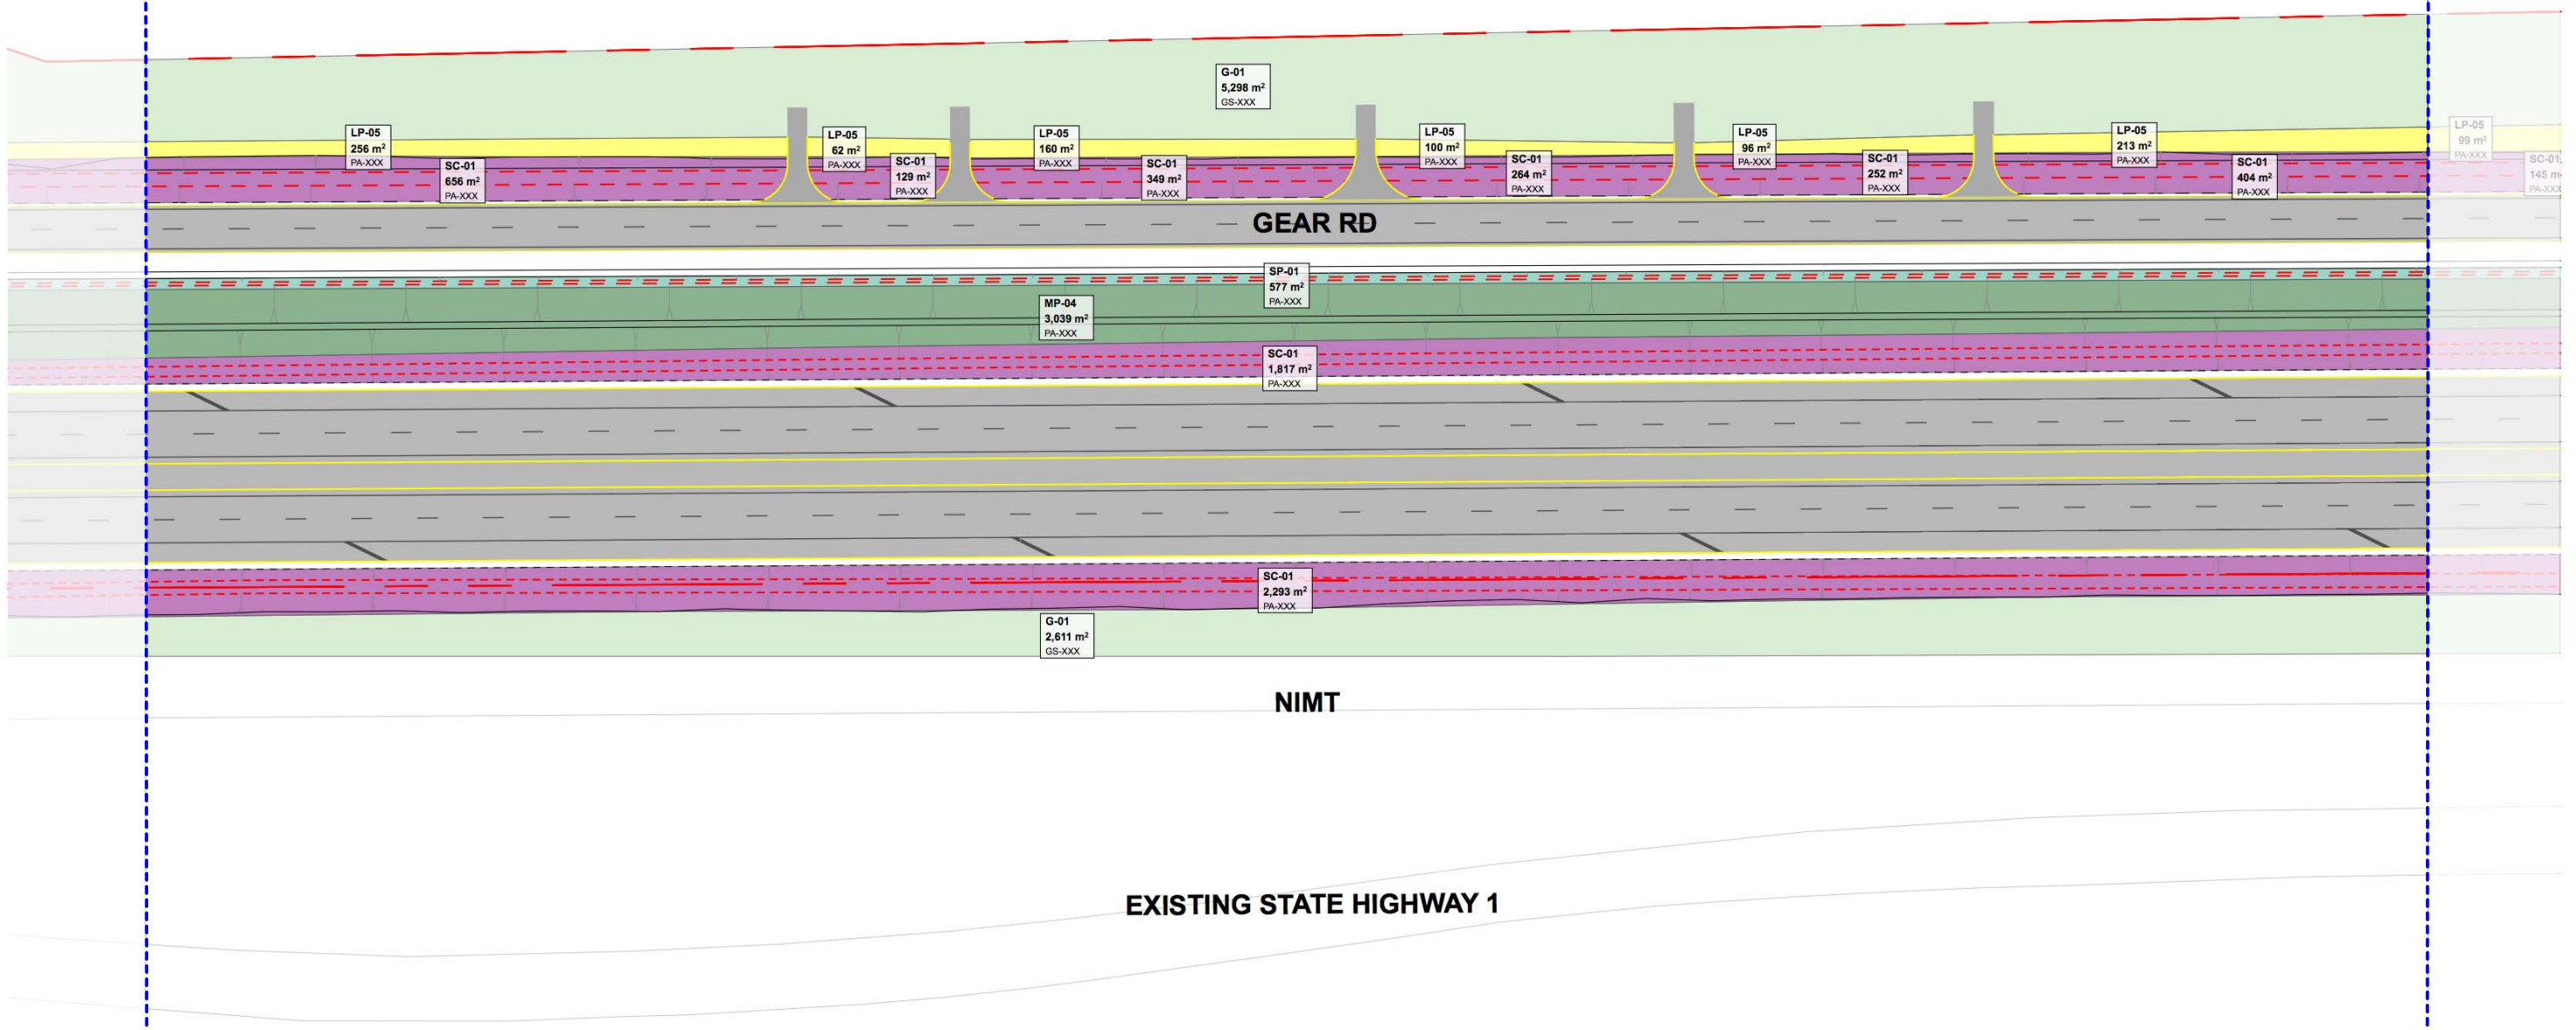 G-01
5,298 m²
GS-XXX
LP-05
256 m²
PA-XXX
LP-05
62 m²
PA-XXX
LP-05
160 m²
PA-XXX
LP-05
100 m²
PA-XXX
LP-05
96 m²
PA-XXX
LP-05
213 m²
PA-XXX
LP-05
99 m²
PA-XXX
SC-01
656 m²
PA-XXX
SC-01
129 m²
PA-XXX
SC-01
349 m²
PA-XXX
SC-01
264 m²
PA-XXX
SC-01
252 m²
PA-XXX
SC-01
404 m²
PA-XXX
SC-01
145 m
PA-XXX
GEAR RD
SP-01
577 m²
PA-XXX
MP-04
3,039 m²
PA-XXX
SC-01
1,817 m²
PA-XXX
SC-01
2,293 m²
PA-XXX
G-01
2,611 m²
GS-XXX
NIMT
EXISTING STATE HIGHWAY 1